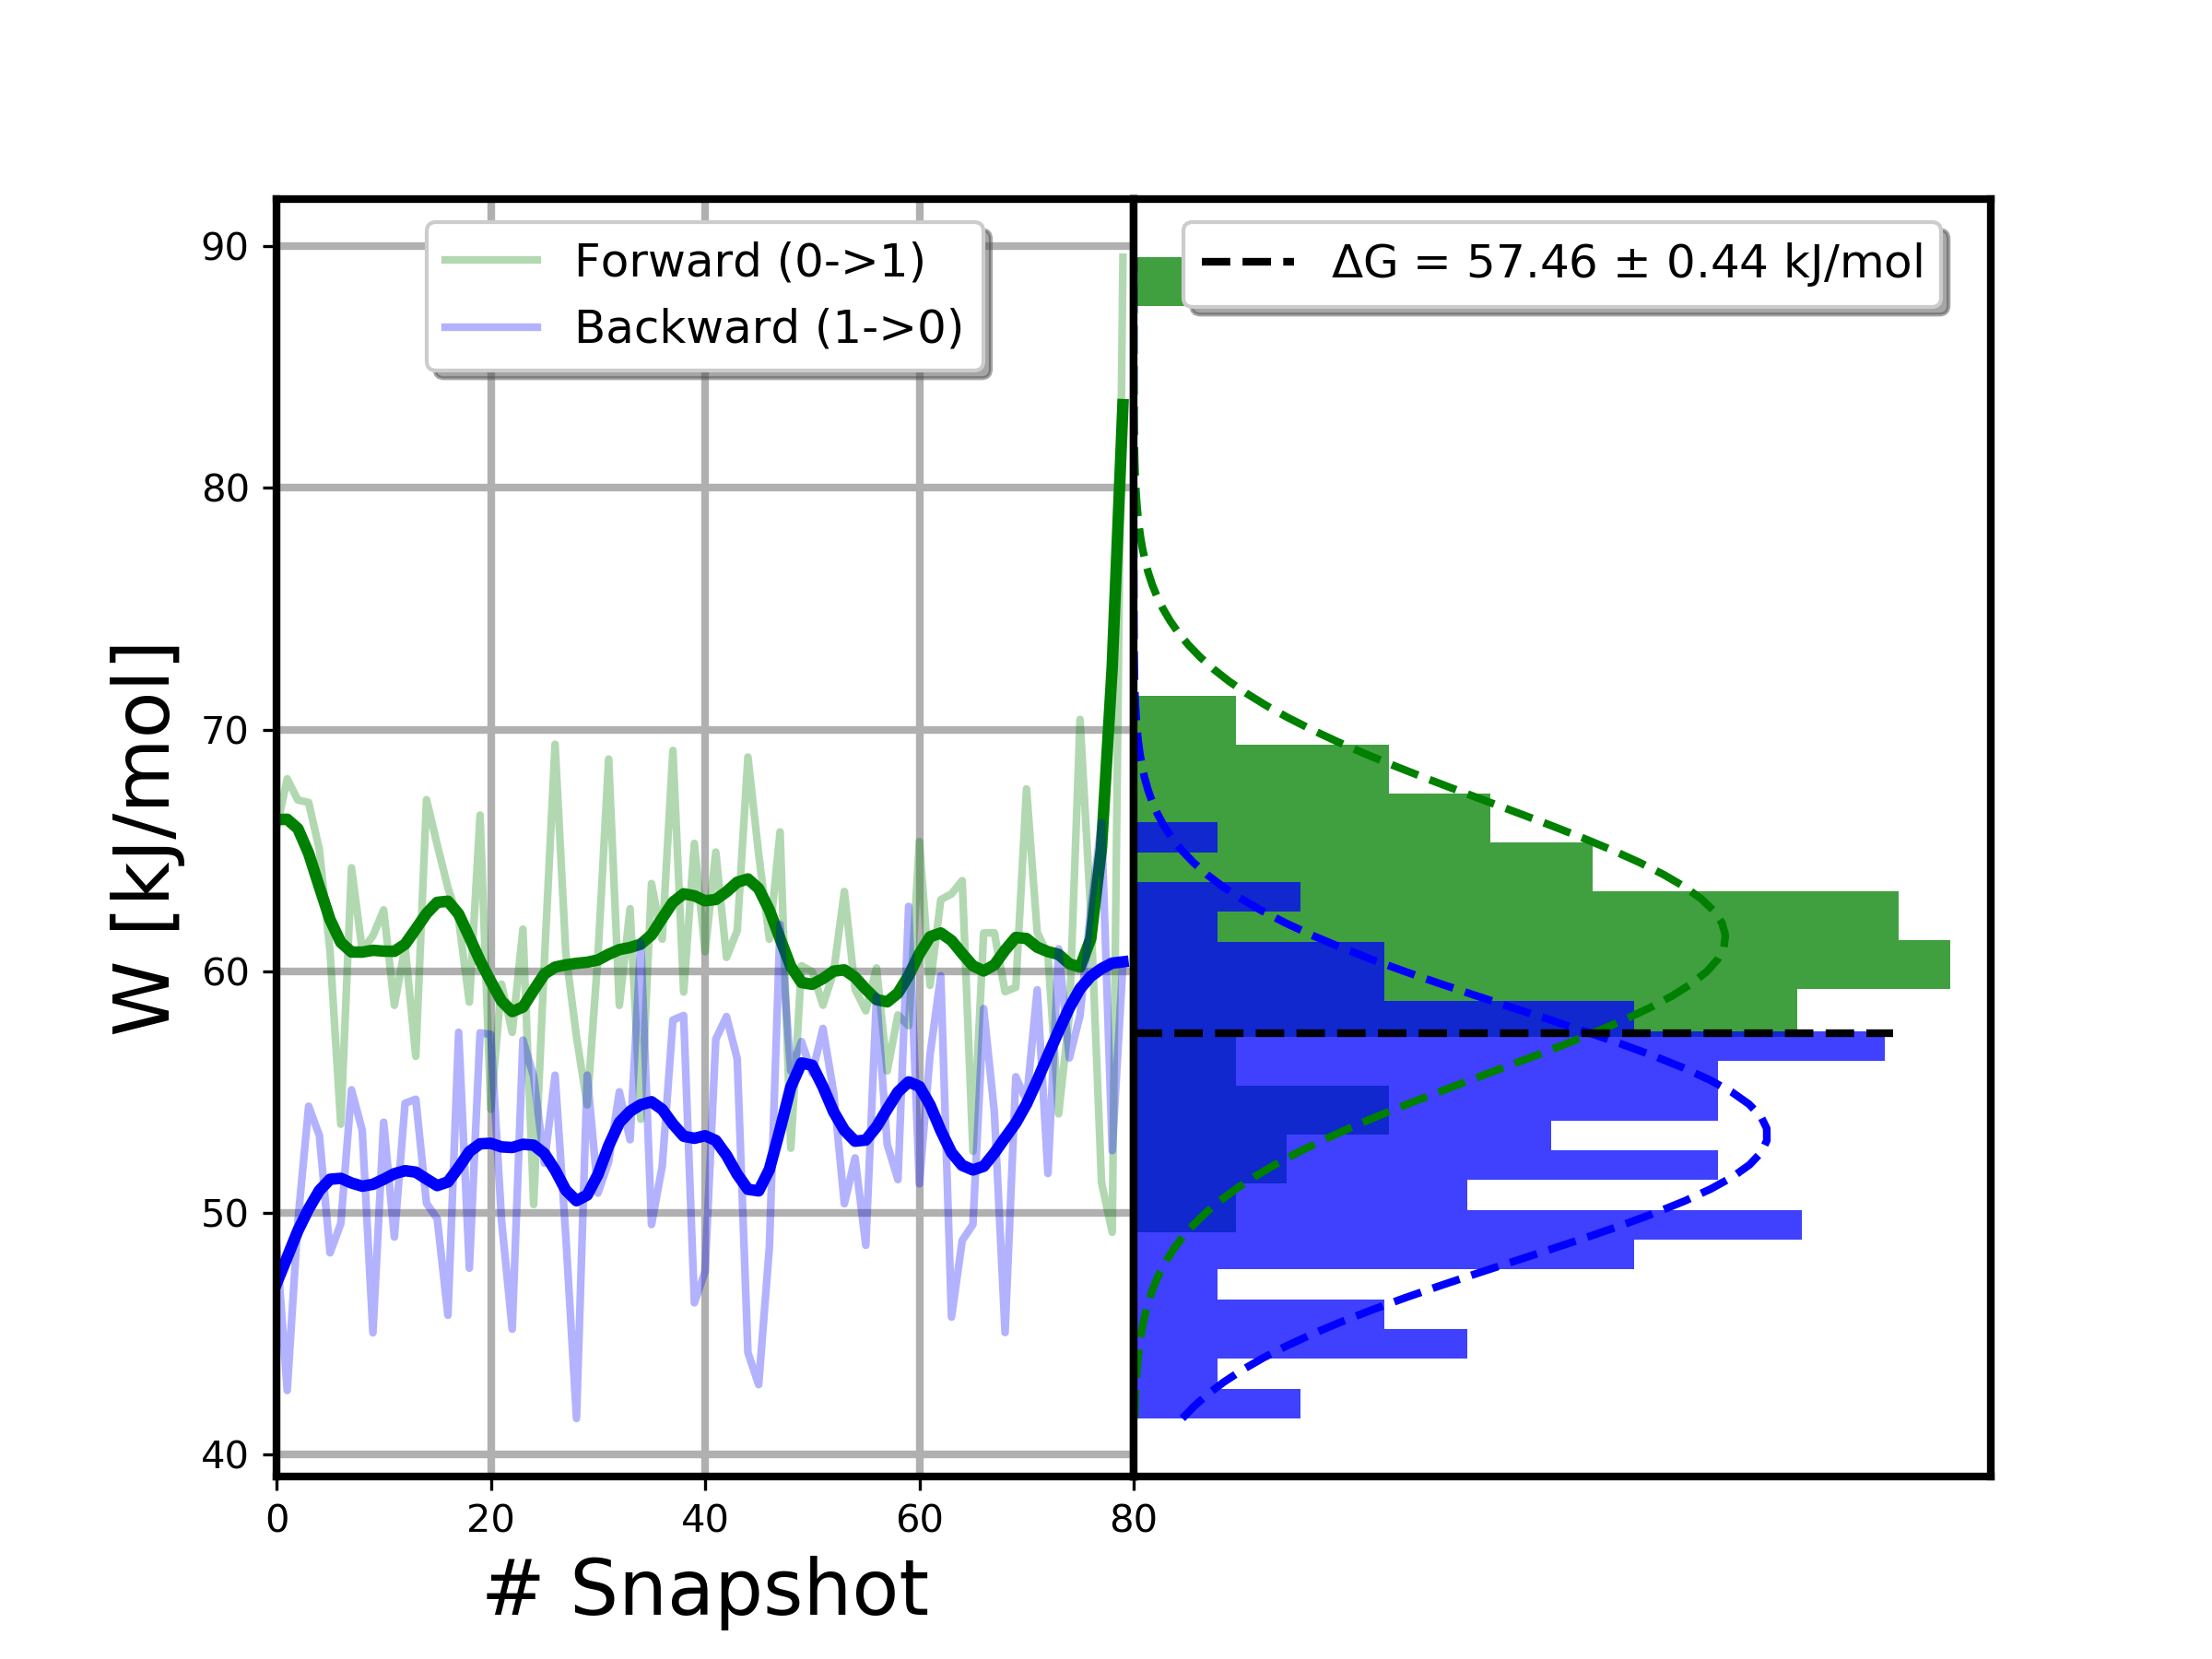 Forward (0->1)
Backward (1->0)
ΔG = 57.46 ± 0.44 kJ/mol
W [kJ/mol]
90
80
70
60
50
40
0 20 40 60 80
# Snapshot